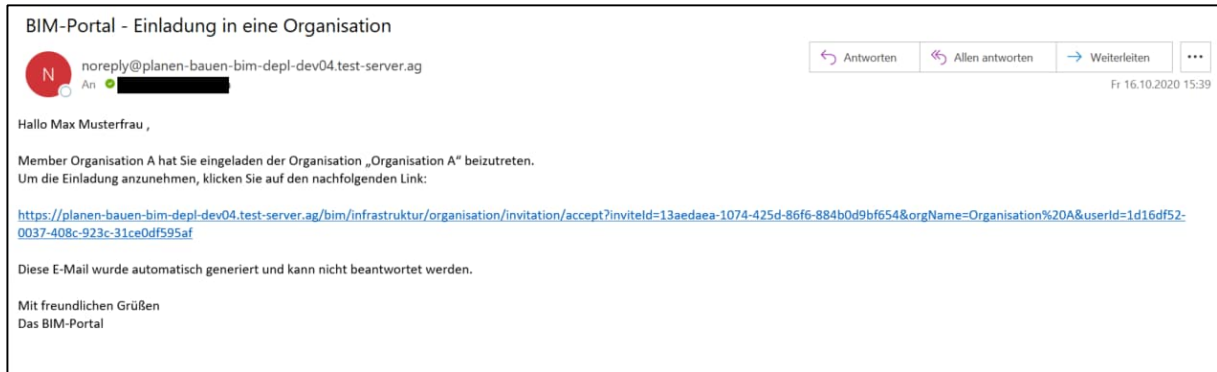 BIM-Portal - Einladung in eine Organisation
N
noreply@planen-bauen-bim-depl-dev04.test-server.ag
An
Antworten
Allen antworten
Weiterleiten
...
Fr 16.10.2020 15:39
Hallo Max Musterfrau ,
Member Organisation A hat Sie eingeladen der Organisation „Organisation A“ beizutreten.
Um die Einladung anzunehmen, klicken Sie auf den nachfolgenden Link:
https://planen-bauen-bim-depl-dev04.test-server.ag/bim/infrastruktur/organisation/invitation/accept?inviteId=13aedaea-1074-425d-86f6-884b0d9bf654&orgName=Organisation%20A&userId=1d16df52-
0037-408c-923c-31ce0df595af
Diese E-Mail wurde automatisch generiert und kann nicht beantwortet werden.
Mit freundlichen Grüßen
Das BIM-Portal